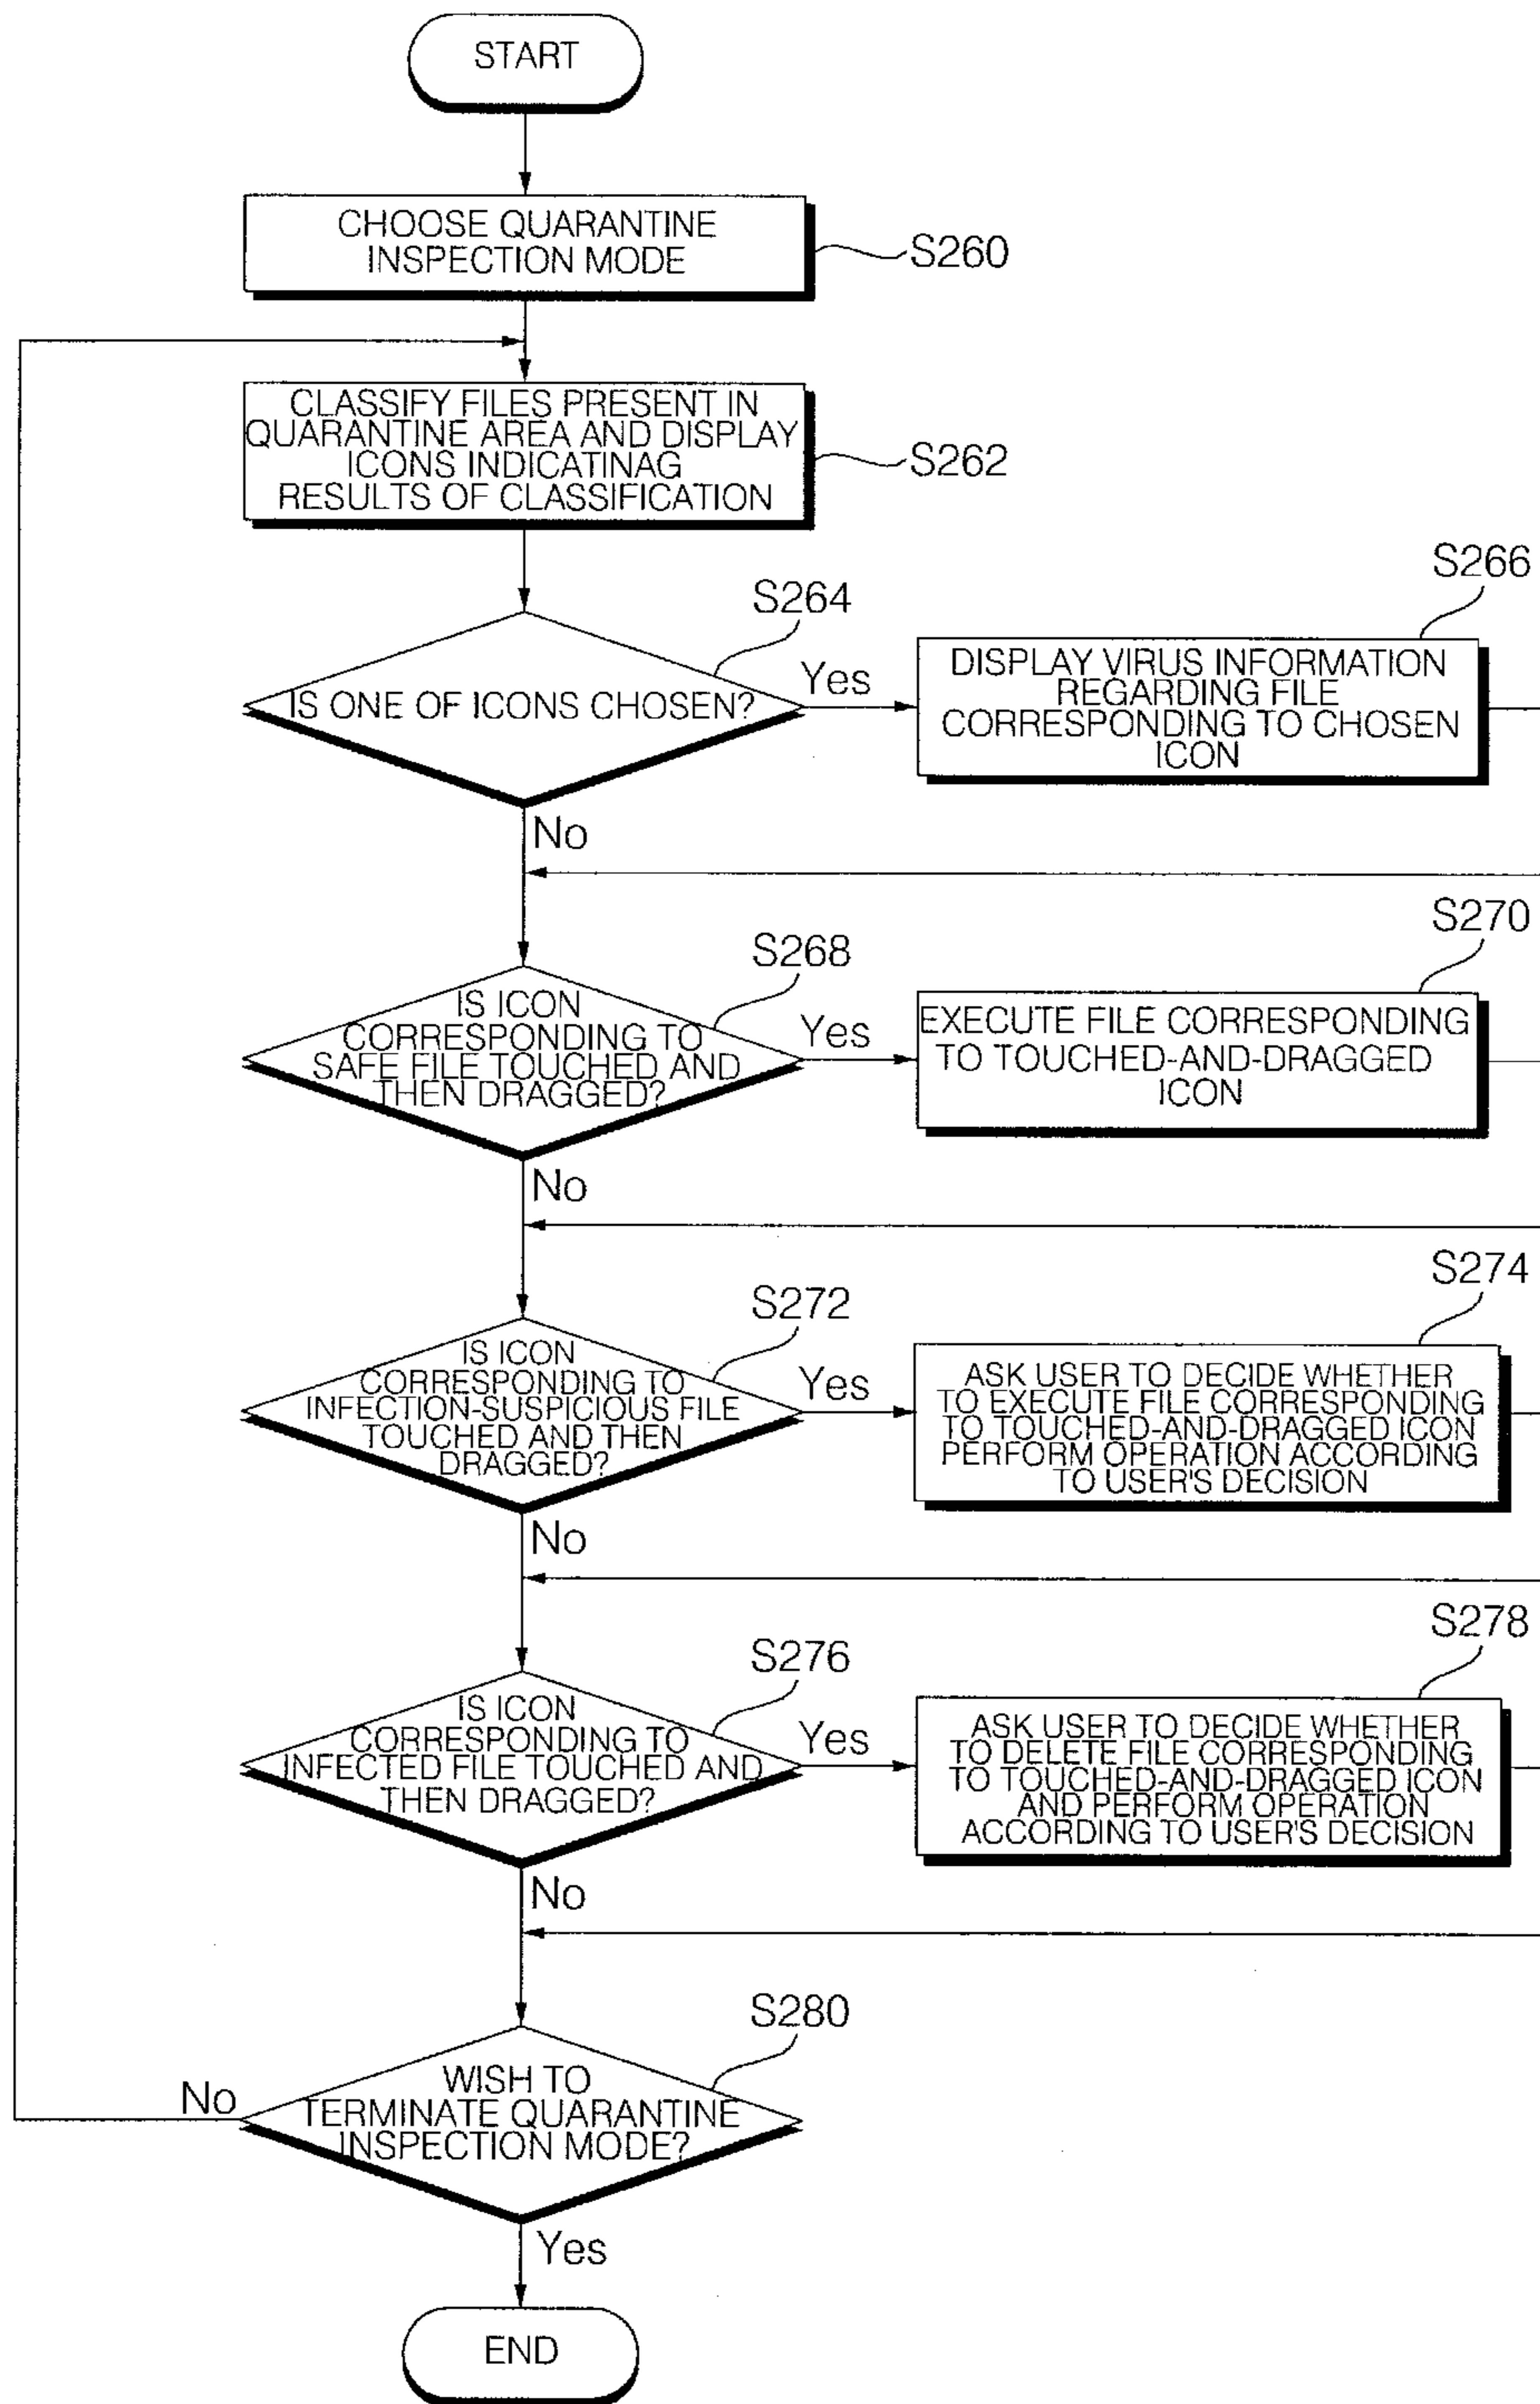 START
CHOOSE QUARANTINE
INSPECTION MODE
S260
CLASSIFY FILES PRESENT IN
QUARANTINE AREA AND DISPLAY
ICONS INDICATINAG
RESULTS OF CLASSIFICATION
S262
S264
IS ONE OF ICONS CHOSEN?
Yes
S266
DISPLAY VIRUS INFORMATION
REGARDING FILE
CORRESPONDING TO CHOSEN
ICON
No
S268
IS ICON
CORRESPONDING TO
SAFE FILE TOUCHED AND
THEN DRAGGED?
Yes
S270
EXECUTE FILE CORRESPONDING
TO TOUCHED-AND-DRAGGED
ICON
No
S272
IS ICON
CORRESPONDING TO
INFECTION-SUSPICIOUS FILE
TOUCHED AND THEN
DRAGGED?
Yes
S274
ASK USER TO DECIDE WHETHER
TO EXECUTE FILE CORRESPONDING
TO TOUCHED-AND-DRAGGED ICON
PERFORM OPERATION ACCORDING
TO USER'S DECISION
No
S276
IS ICON
CORRESPONDING TO
INFECTED FILE TOUCHED AND
THEN DRAGGED?
Yes
S278
ASK USER TO DECIDE WHETHER
TO DELETE FILE CORRESPONDING
TO TOUCHED-AND-DRAGGED ICON
AND PERFORM OPERATION
ACCORDING TO USER'S DECISION
No
S280
WISH TO
TERMINATE QUARANTINE
INSPECTION MODE?
No
Yes
END